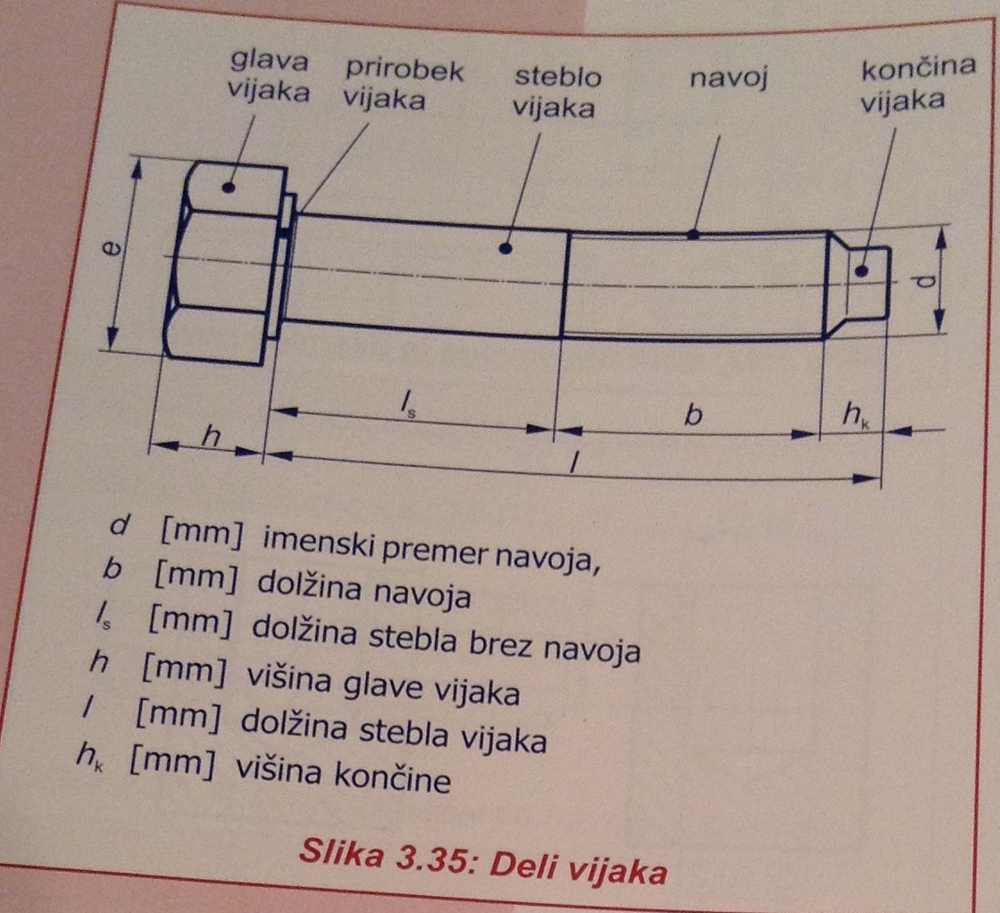 glava
vijaka
prirobek
vijaka
steblo
vijaka
navoj
končina
vijaka
e
d
ls
b
hk
h
l
d [mm] imenski premer navoja,
b [mm] dolžina navoja
ls [mm] dolžina stebla brez navoja
h [mm] višina glave vijaka
l [mm] dolžina stebla vijaka
hk [mm] višina končine
Slika 3.35: Deli vijaka